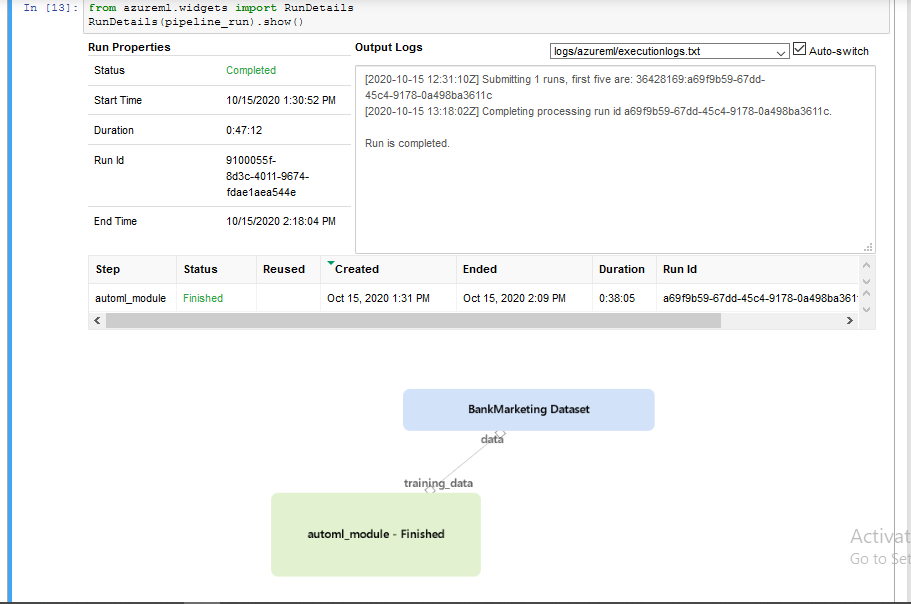 In [13]:
from azureml.widgets import RunDetails
RunDetails(pipeline_run).show()
Run Properties
Status Completed
Start Time 10/15/2020 1:30:52 PM
Duration 0:47:12
Run Id 9100055f-
8d3c-4011-9674-
fdae1aea544e
End Time 10/15/2020 2:18:04 PM
Output Logs
logs/azureml/executionlogs.txt
Auto-switch
[2020-10-15 12:31:10Z] Submitting 1 runs, first five are: 36428169:a69f9b59-67dd-
45c4-9178-0a498ba3611c
[2020-10-15 13:18:02Z] Completing processing run id a69f9b59-67dd-45c4-9178-0a498ba3611c.
Run is completed.
Step Status Reused Created Ended Duration Run Id
automl_module Finished Oct 15, 2020 1:31 PM Oct 15, 2020 2:09 PM 0:38:05 a69f9b59-67dd-45c4-9178-0a498ba361
BankMarketing Dataset
data
training_data
automl_module - Finished
Activat
Go to Set